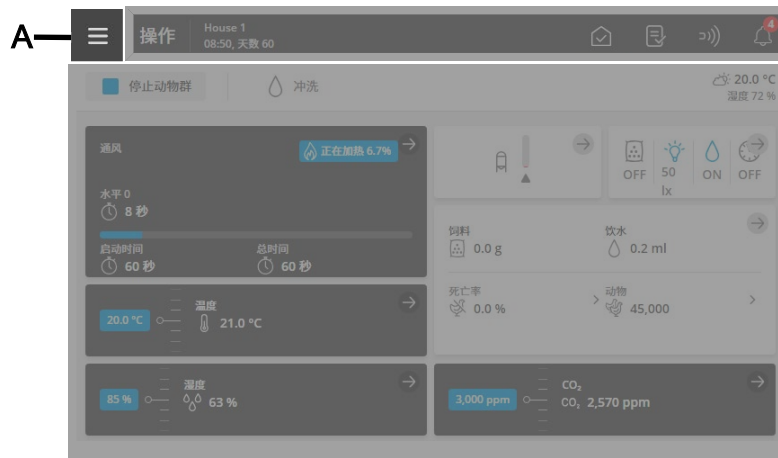 A
操作
House 1
08:50, 天数 60
4
停止动物群
冲洗
20.0 °C
湿度 72 %
通风
正在加热 6.7%
水平 0
8 秒
启动时间
总时间
60 秒
60 秒
OFF
50
lx
ON
OFF
饲料
饮水
0.0 g
0.2 ml
死亡率
动物
0.0 %
45,000
20.0 °C
温度
21.0 °C
85 %
湿度
63 %
3,000 ppm
CO₂
CO₂ 2,570 ppm